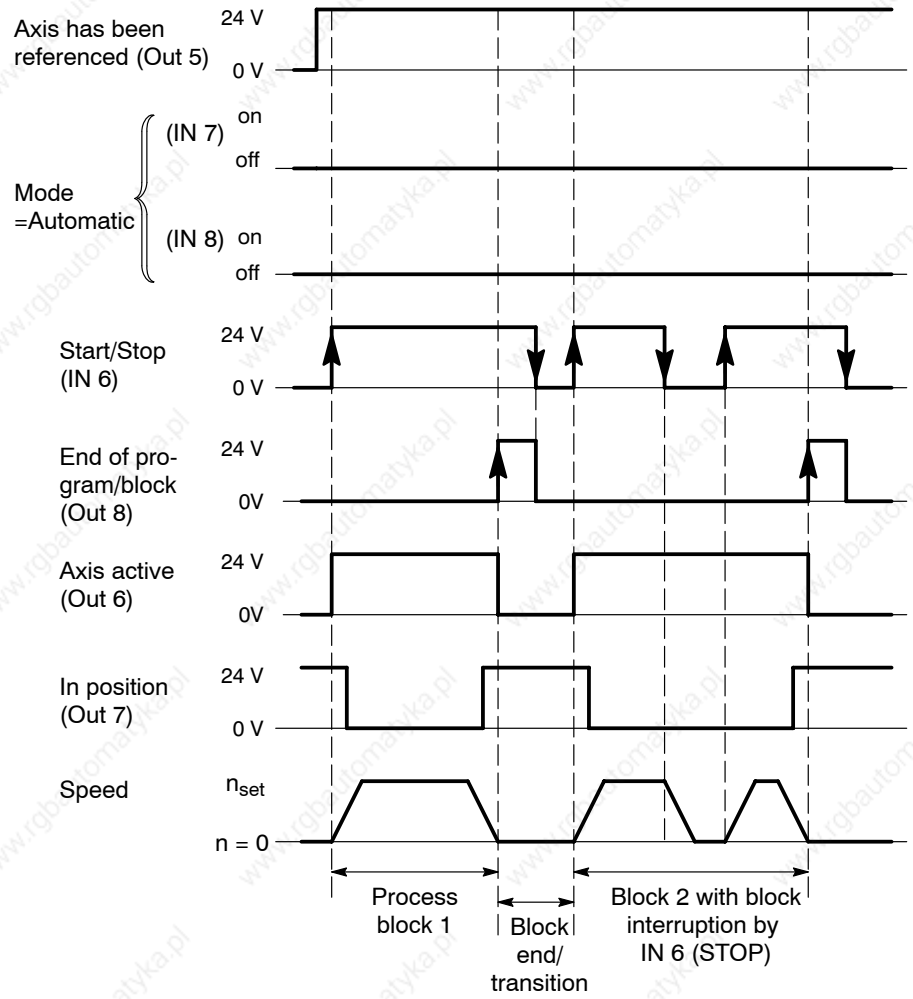 Axis has been
referenced (Out 5)
24 V
0 V
Mode
=Automatic
(IN 7)
on
off
(IN 8)
on
off
Start/Stop
(IN 6)
24 V
0 V
End of pro-
gram/block
(Out 8)
24 V
0V
Axis active
(Out 6)
24 V
0V
In position
(Out 7)
24 V
0 V
Speed
nset
n = 0
Process
block 1
Block
end/
transition
Block 2 with block
interruption by
IN 6 (STOP)
www.rgbautomatyka.pl